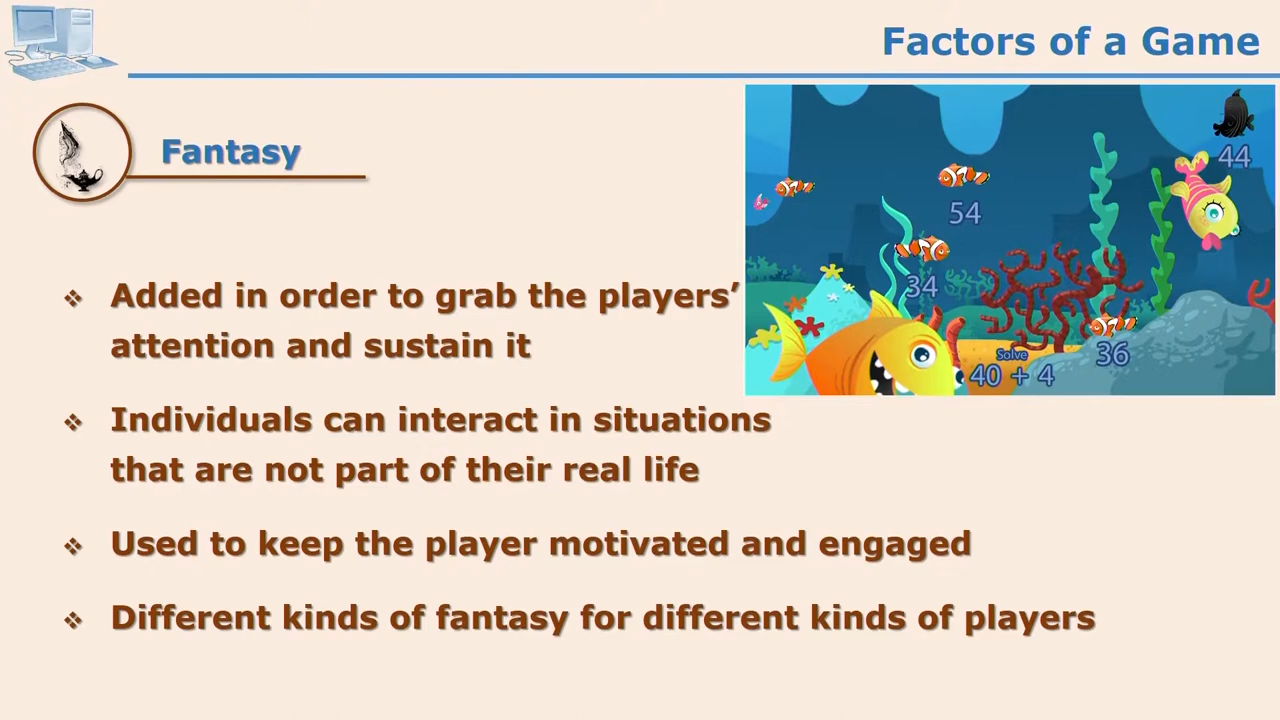 Factors of a Game
Fantasy
Added in order to grab the players’
attention and sustain it
Individuals can interact in situations
that are not part of their real life
Used to keep the player motivated and engaged
Different kinds of fantasy for different kinds of players
44
54
34
36
Solve
40 + 4